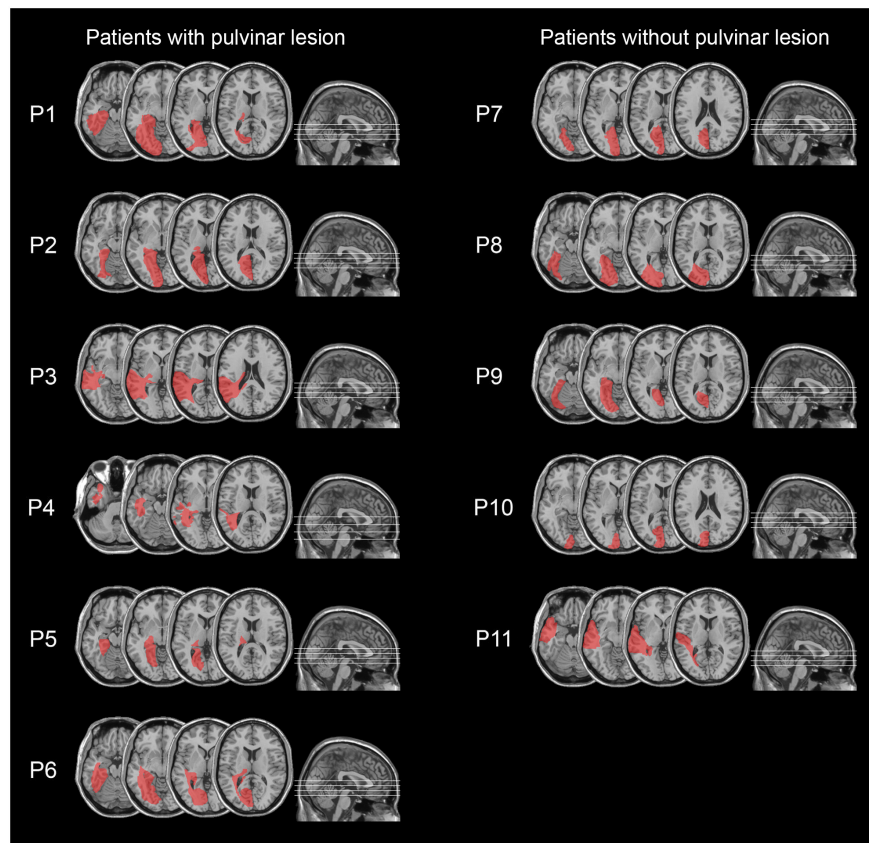 Patients with pulvinar lesion
P1
P2
P3
P4
P5
P6
Patients without pulvinar lesion
P7
P8
P9
P10
P11